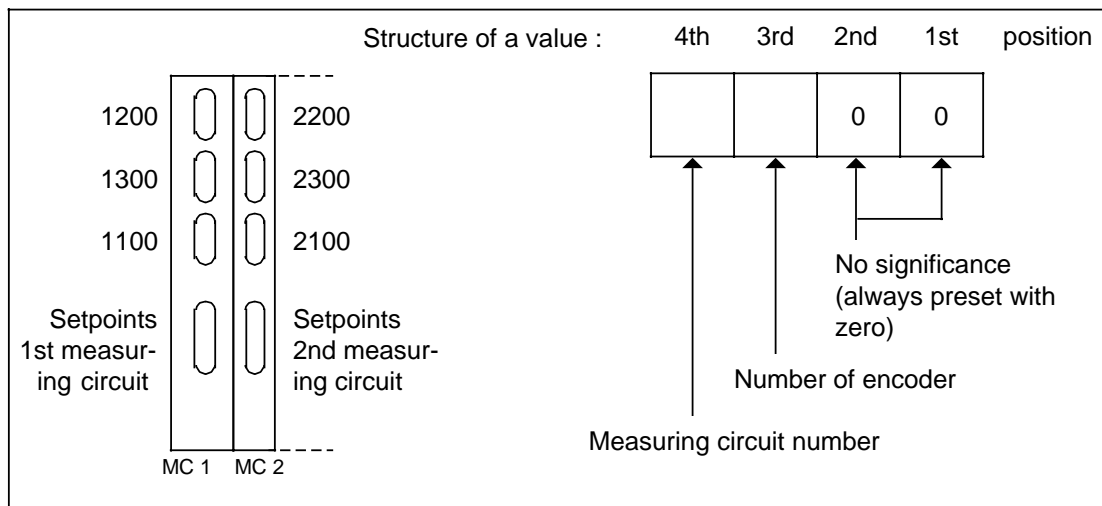 Structure of a value : 4th 3rd 2nd 1st position
1200 2200 0 0
1300 2300
1100 2100
No significance
(always preset with
zero)
Setpoints
1st measur-
ing circuit
Setpoints
2nd measur-
ing circuit
Number of encoder
Measuring circuit number
MC 1 MC 2